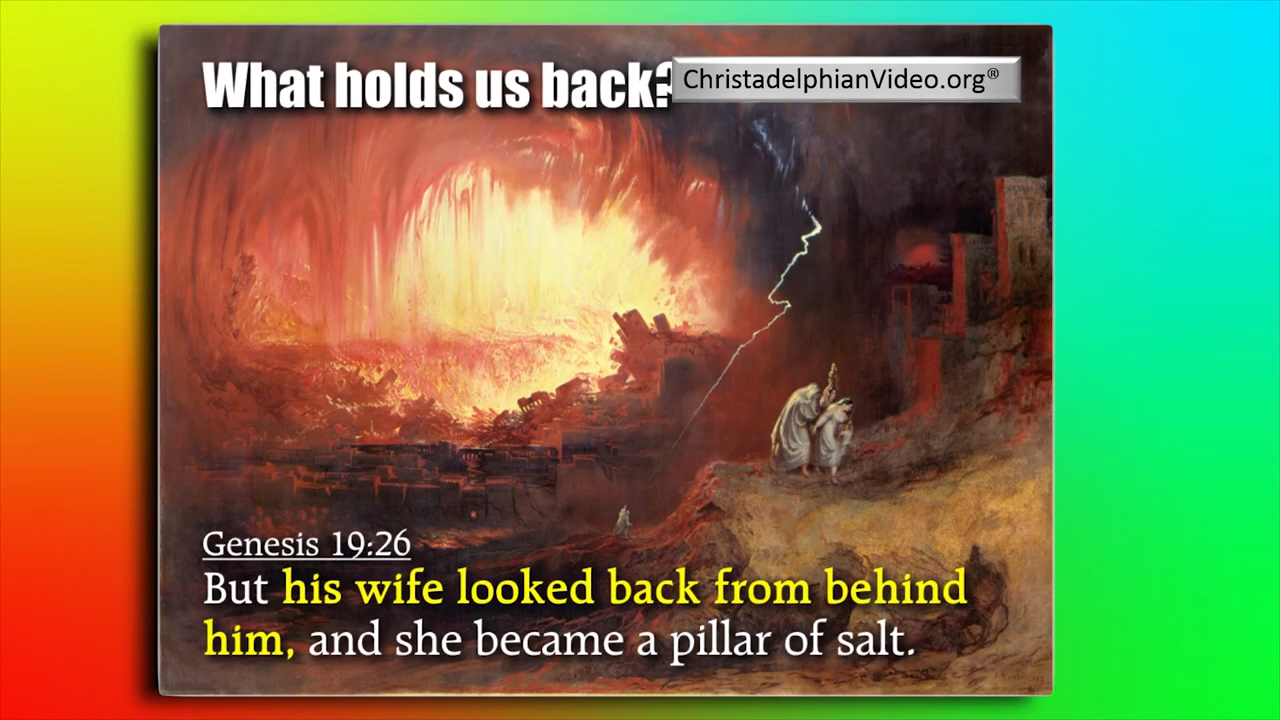 What holds us back?
ChristadelphianVideo.org®
Genesis 19:26
But his wife looked back from behind
him, and she became a pillar of salt.